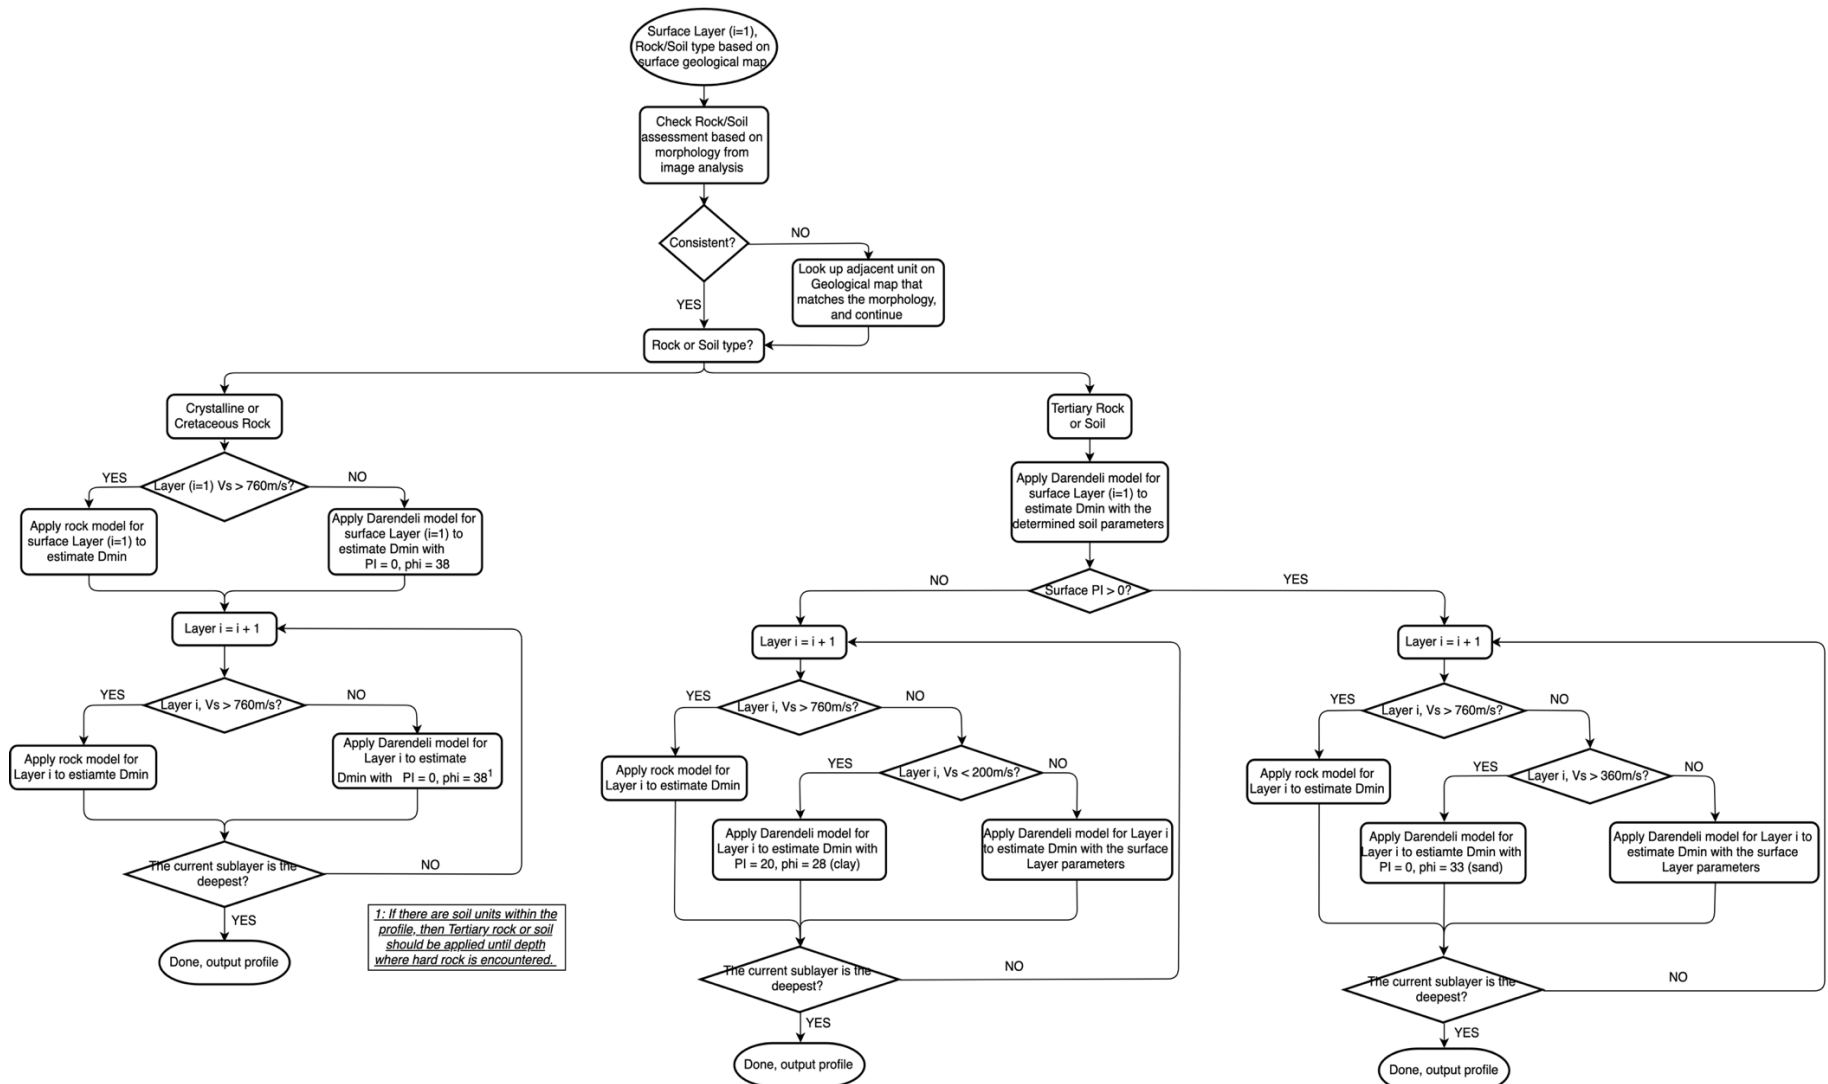 Surface Layer (i=1),
Rock/Soil type based on
surface geological map
Check Rock/Soil
assessment based on
morphology from
image analysis
Consistent?
NO
Look up adjacent unit on
Geological map that
matches the morphology,
and continue
YES
Rock or Soil type?
Crystalline or
Cretaceous Rock
Layer (i=1) Vs > 760m/s?
YES
NO
Apply rock model for
surface Layer (i=1) to
estimate Dmin
Apply Darendeli model for
surface Layer (i=1) to
estimate Dmin with
PI = 0, phi = 38
Layer i = i + 1
Layer i, Vs > 760m/s?
YES
NO
Apply rock model for
Layer i to estiamte Dmin
Apply Darendeli model for
Layer i to estimate
Dmin with PI = 0, phi = 38¹
The current sublayer is the
deepest?
NO
YES
Done, output profile
1: If there are soil units within the
profile, then Tertiary rock or soil
should be applied until depth
where hard rock is encountered.
Tertiary Rock
or Soil
Apply Darendeli model for
surface Layer (i=1) to
estimate Dmin with the
determined soil parameters
Surface PI > 0?
NO
YES
Layer i = i + 1
Layer i, Vs > 760m/s?
YES
NO
Apply rock model for
Layer i to estimate Dmin
Layer i, Vs < 200m/s?
YES
NO
Apply Darendeli model for
Layer i to estimate Dmin with
PI = 20, phi = 28 (clay)
Apply Darendeli model for Layer i
to estimate Dmin with the surface
Layer parameters
The current sublayer is the
deepest?
NO
YES
Done, output profile
Layer i = i + 1
Layer i, Vs > 760m/s?
YES
NO
Apply rock model for
Layer i to estimate Dmin
Layer i, Vs > 360m/s?
YES
NO
Apply Darendeli model for
Layer i to estiamte Dmin with
PI = 0, phi = 33 (sand)
Apply Darendeli model for Layer i to
estimate Dmin with the surface
Layer parameters
The current sublayer is the
deepest?
NO
YES
Done, output profile